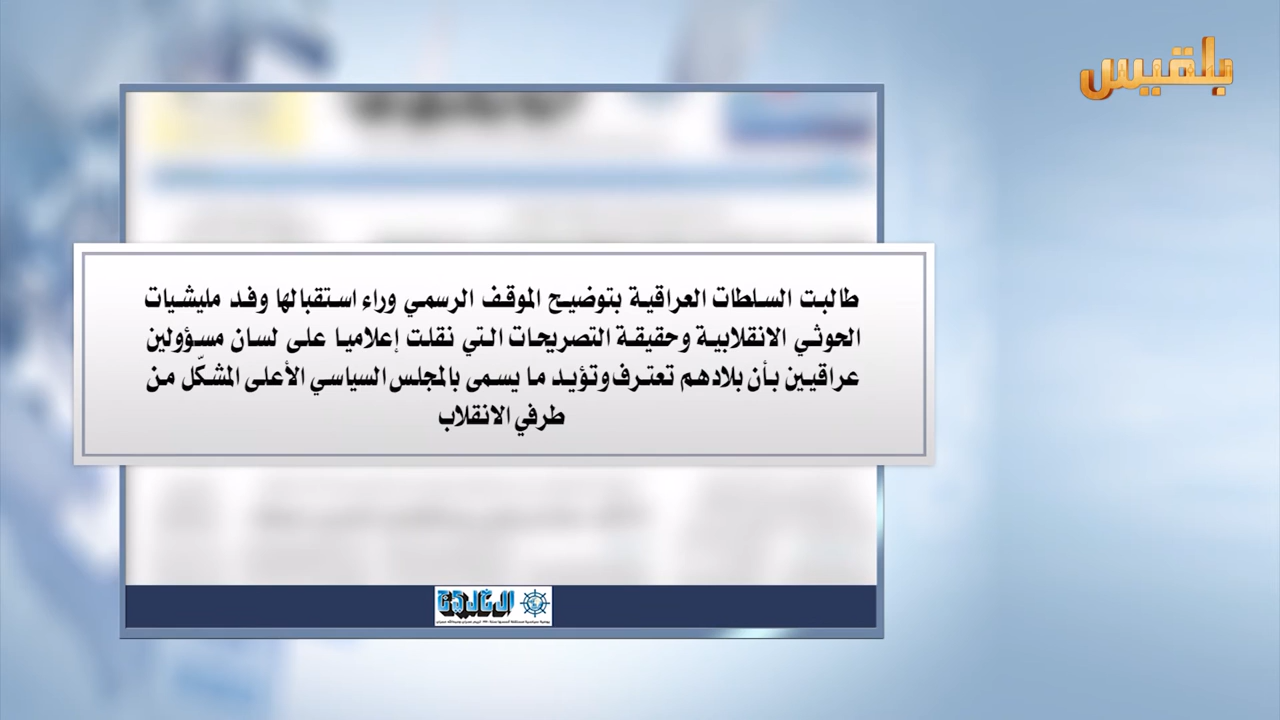 بلقيس
طالبت السلطات العراقية بتوضيح الموقف الرسمي وراء استقبالها وفد مليشيات
الحوثي الانقلابية وحقيقة التصريحات التي نقلت إعلاميا على لسان مسؤولين
عراقيين بأن بلادهم تعترف وتؤيد ما يسمى بالمجلس السياسي الأعلى المشكّل من
طرفي الانقلاب
الخليج